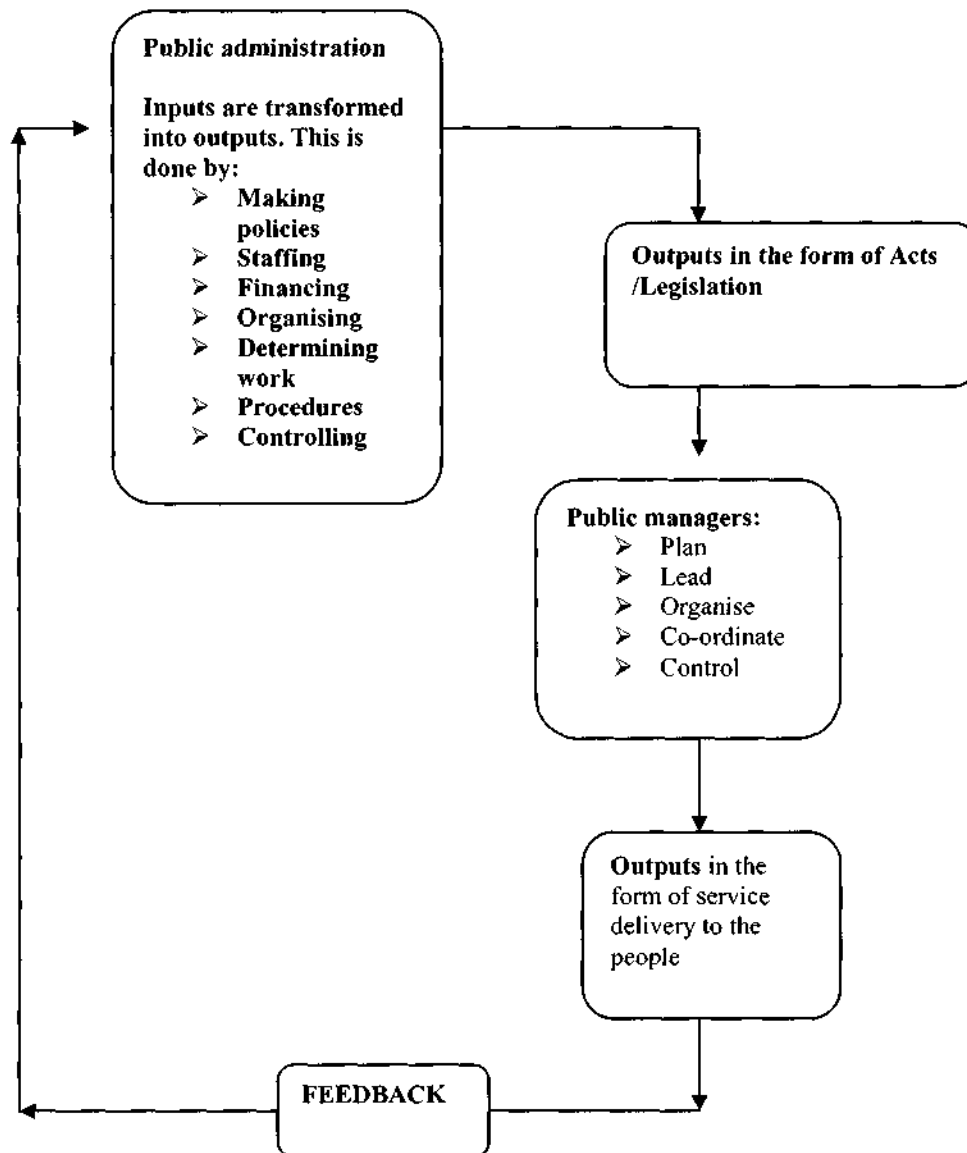 Public administration
Inputs are transformed
into outputs. This is
done by:
➢ Making
policies
➢ Staffing
➢ Financing
➢ Organising
➢ Determining
work
➢ Procedures
➢ Controlling
Outputs in the form of Acts
/Legislation
Public managers:
➢ Plan
➢ Lead
➢ Organise
➢ Co-ordinate
➢ Control
Outputs in the
form of service
delivery to the
people
FEEDBACK